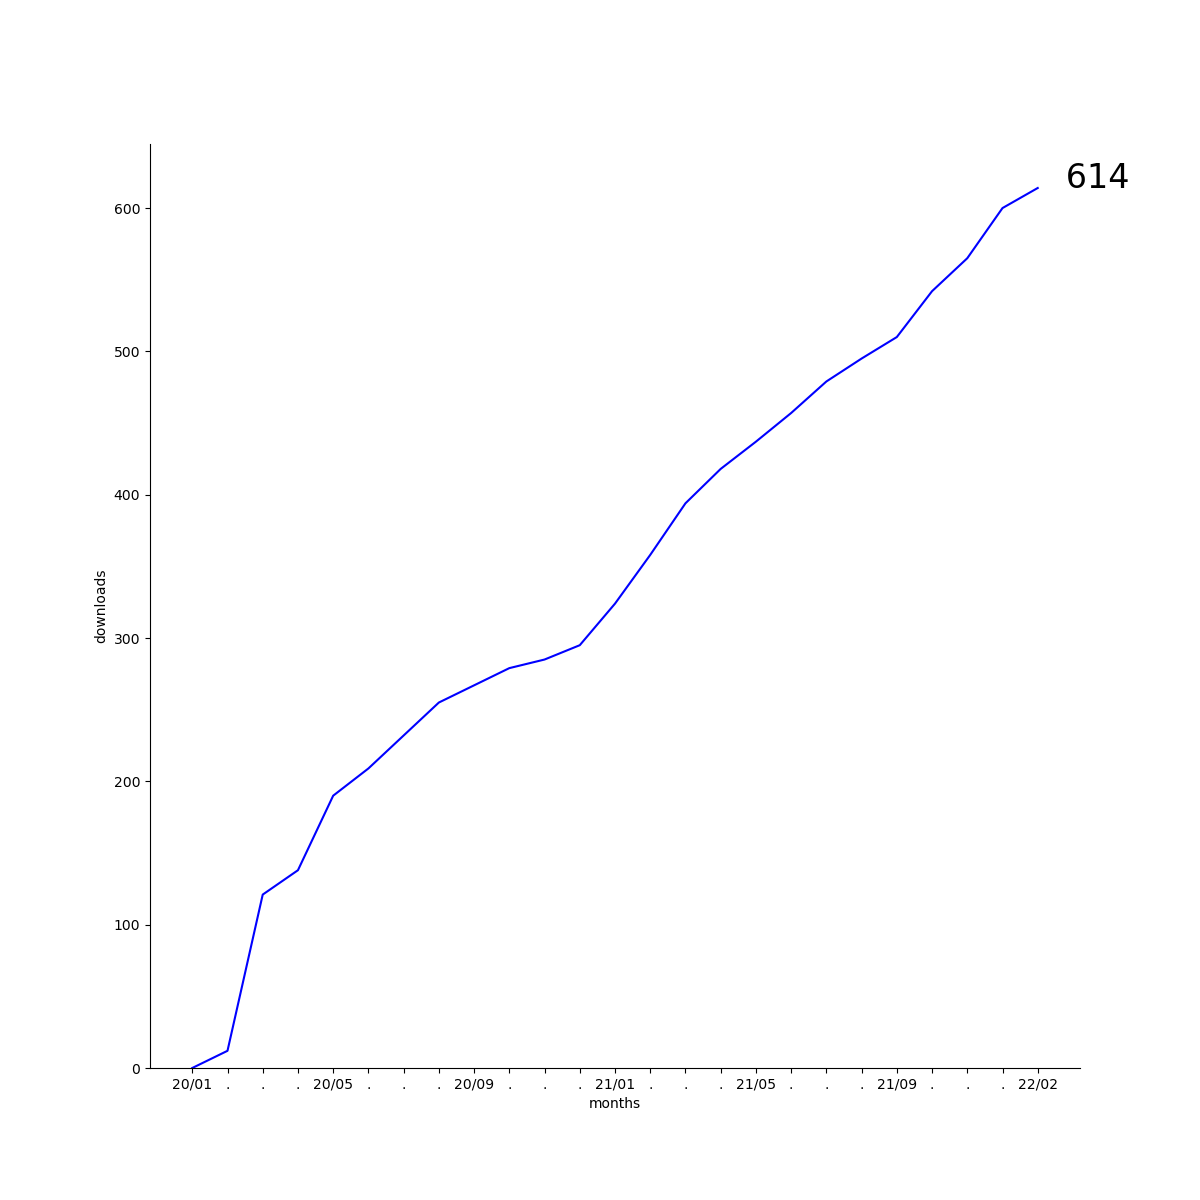 614
600
500
400
300
200
100
0
downloads
20/01 . . . 20/05 . . . 20/09 . . . 21/01 . . . 21/05 . . . 21/09 . . . 22/02
months